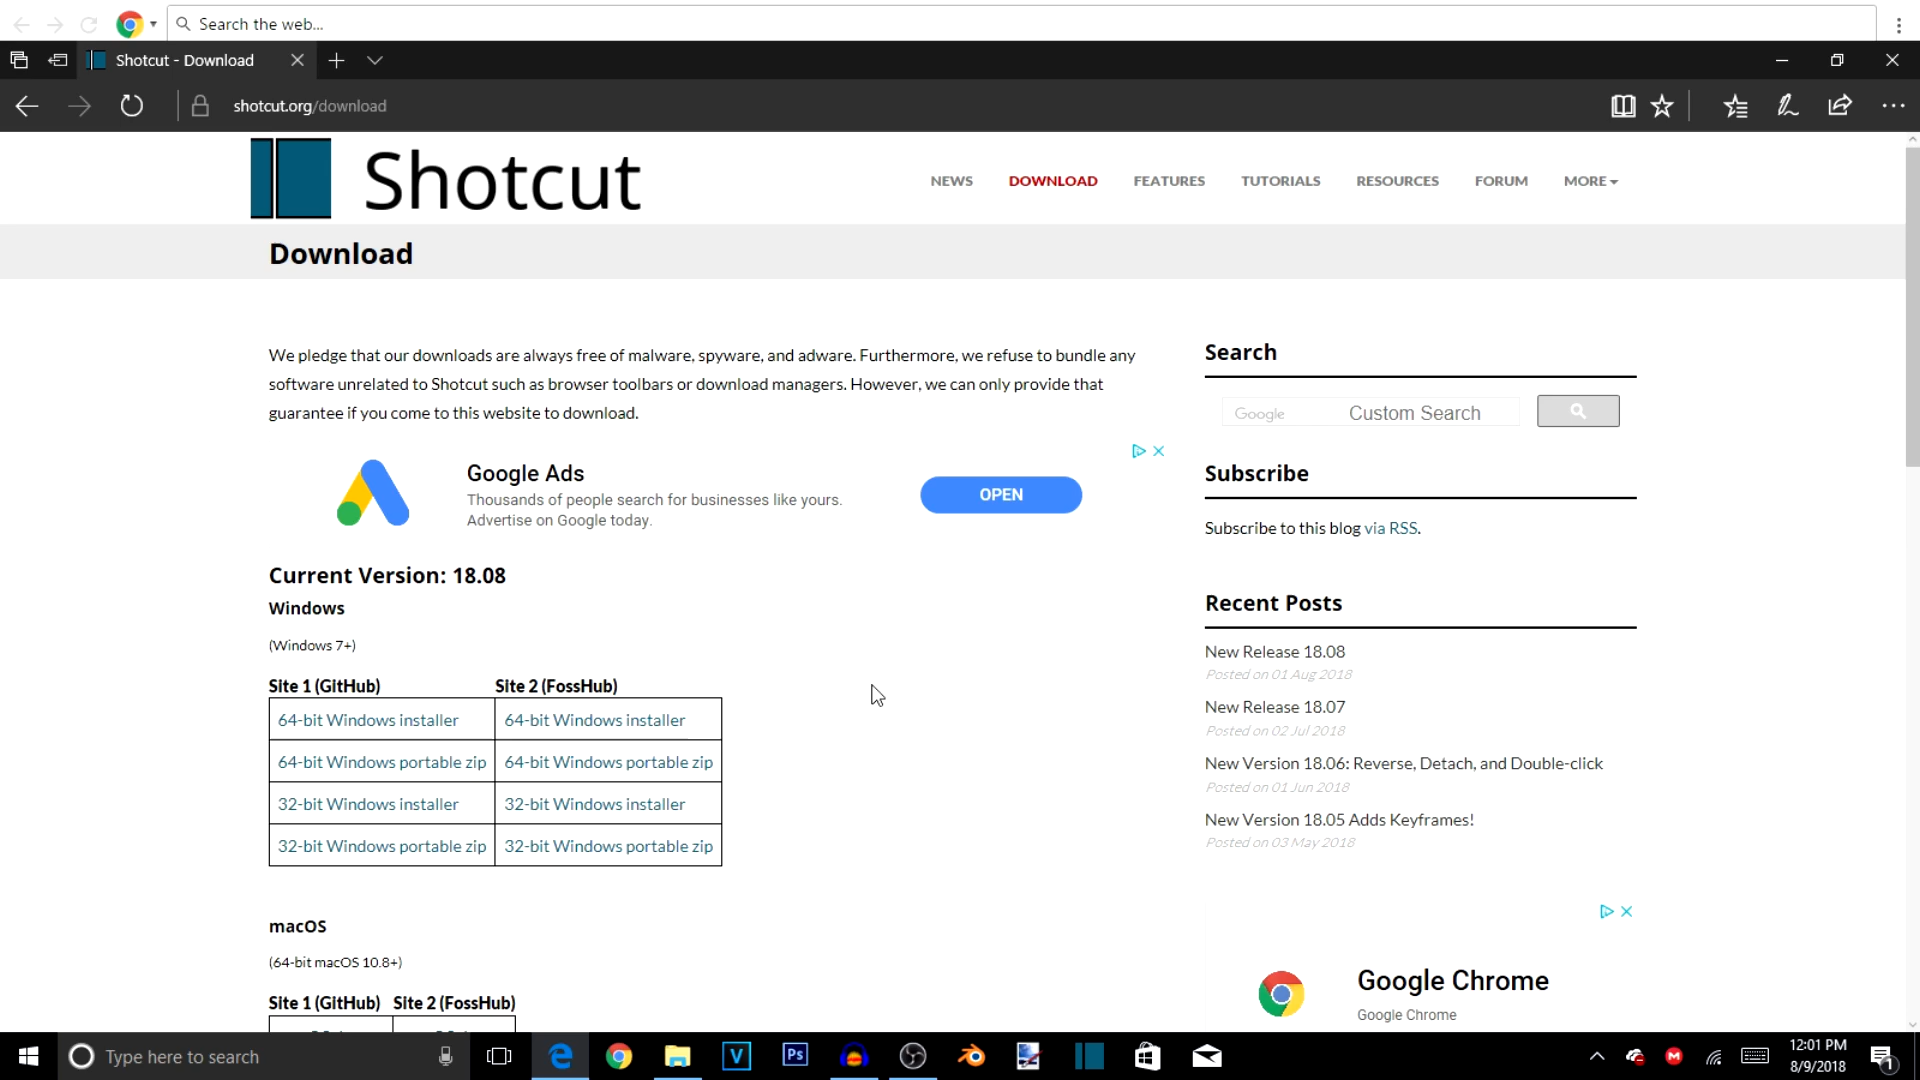 Search the web...
Shotcut - Download
shotcut.org/download
Shotcut
NEWS DOWNLOAD FEATURES TUTORIALS RESOURCES FORUM MORE
Download
We pledge that our downloads are always free of malware, spyware, and adware. Furthermore, we refuse to bundle any
software unrelated to Shotcut such as browser toolbars or download managers. However, we can only provide that
guarantee if you come to this website to download.
Google Ads
Thousands of people search for businesses like yours.
Advertise on Google today.
OPEN
Current Version: 18.08
Windows
(Windows 7+)
Site 1 (GitHub) Site 2 (FossHub)
64-bit Windows installer 64-bit Windows installer
64-bit Windows portable zip 64-bit Windows portable zip
32-bit Windows installer 32-bit Windows installer
32-bit Windows portable zip 32-bit Windows portable zip
macOS
(64-bit macOS 10.8+)
Site 1 (GitHub) Site 2 (FossHub)
Search
Google Custom Search
Subscribe
Subscribe to this blog via RSS.
Recent Posts
New Release 18.08
Posted on 01 Aug 2018
New Release 18.07
Posted on 02 Jul 2018
New Version 18.06: Reverse, Detach, and Double-click
Posted on 01 Jun 2018
New Version 18.05 Adds Keyframes!
Posted on 03 May 2018
Google Chrome
Google Chrome
Type here to search
V
Ps
M
12:01 PM
8/9/2018
1